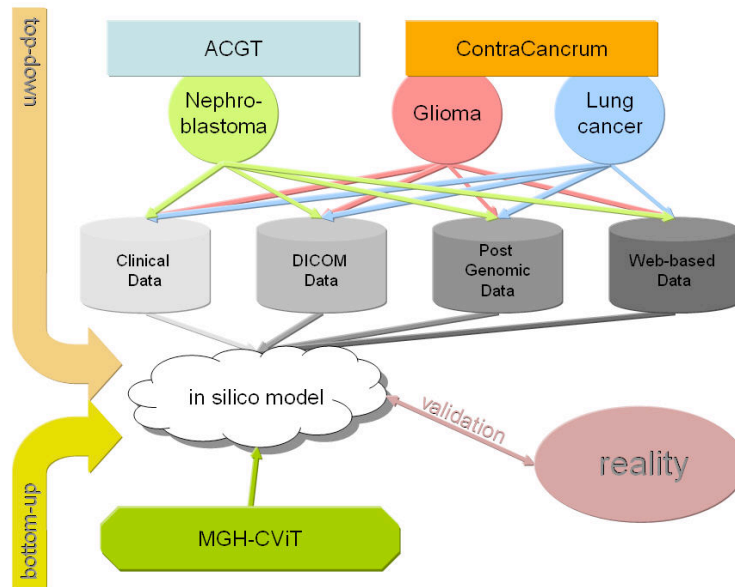 top-down
ACGT
ContraCancrum
Nephro-
blastoma
Glioma
Lung
cancer
Clinical
Data
DICOM
Data
Post
Genomic
Data
Web-based
Data
in silico model
validation
reality
bottom-up
MGH-CViT